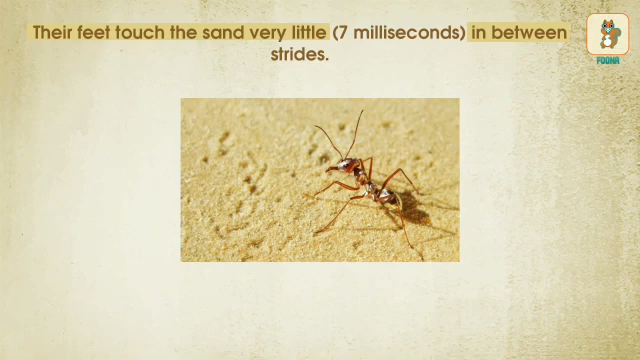 Their feet touch the sand very little (7 milliseconds) in between
strides.
FOONA